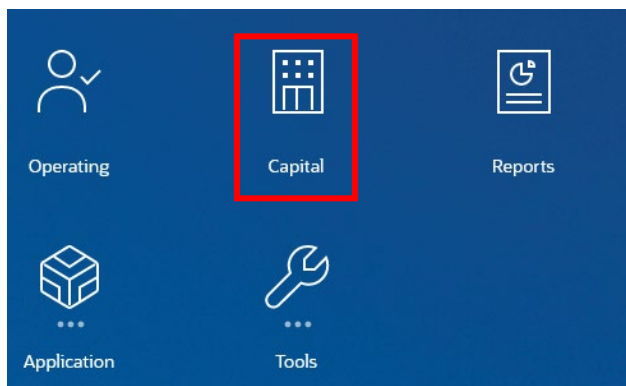 Operating
Capital
Reports
Application
Tools